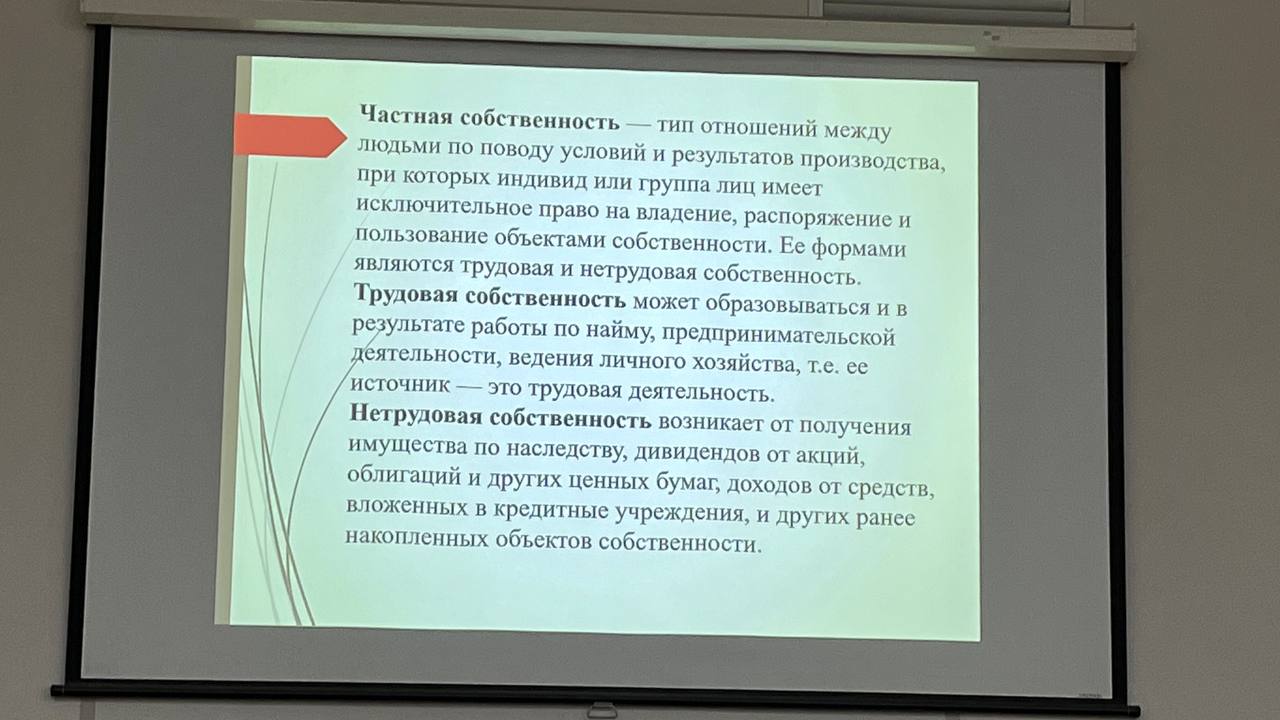 Частная собственность — тип отношений между
людьми по поводу условий и результатов производства,
при которых индивид или группа лиц имеет
исключительное право на владение, распоряжение и
пользование объектами собственности. Ее формами
являются трудовая и нетрудовая собственность.
Трудовая собственность может образовываться и в
результате работы по найму, предпринимательской
деятельности, ведения личного хозяйства, т.е. ее
источник — это трудовая деятельность.
Нетрудовая собственность возникает от получения
имущества по наследству, дивидендов от акций,
облигаций и других ценных бумаг, доходов от средств,
вложенных в кредитные учреждения, и других ранее
накопленных объектов собственности.